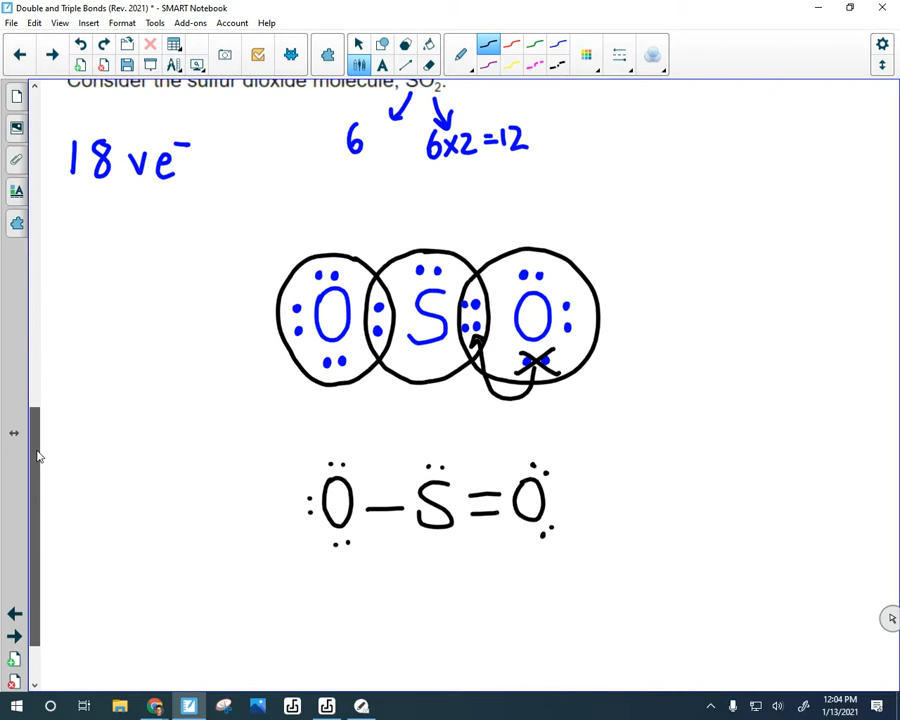 Double and Triple Bonds (Rev. 2021) * - SMART Notebook
File Edit View Insert Format Tools Add-ons Account Help
Consider the sulfur dioxide molecule, SO₂.
6 6x2=12
18 ve⁻
O S O
O — S = O
12:04 PM
1/13/2021